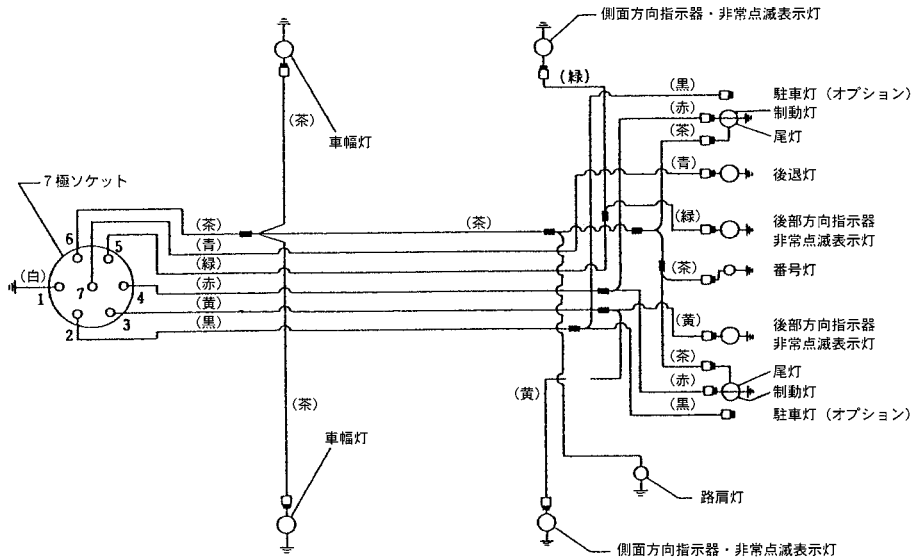 側面方向指示器・非常点滅表示灯
(緑)
(黒)
駐車灯 (オプション)
(赤)
制動灯
(茶)
尾灯
(茶)
車幅灯
(青)
後退灯
7極ソケット
(茶)
(茶)
(緑)
後部方向指示器
非常点滅表示灯
6
5
(青)
(緑)
(茶)
番号灯
(白)
1
7
4
(赤)
2
3
(黄)
(黒)
(黄)
後部方向指示器
非常点滅表示灯
(茶)
尾灯
(赤)
制動灯
(茶)
(黄)
(黒)
駐車灯 (オプション)
車幅灯
路肩灯
側面方向指示器・非常点滅表示灯